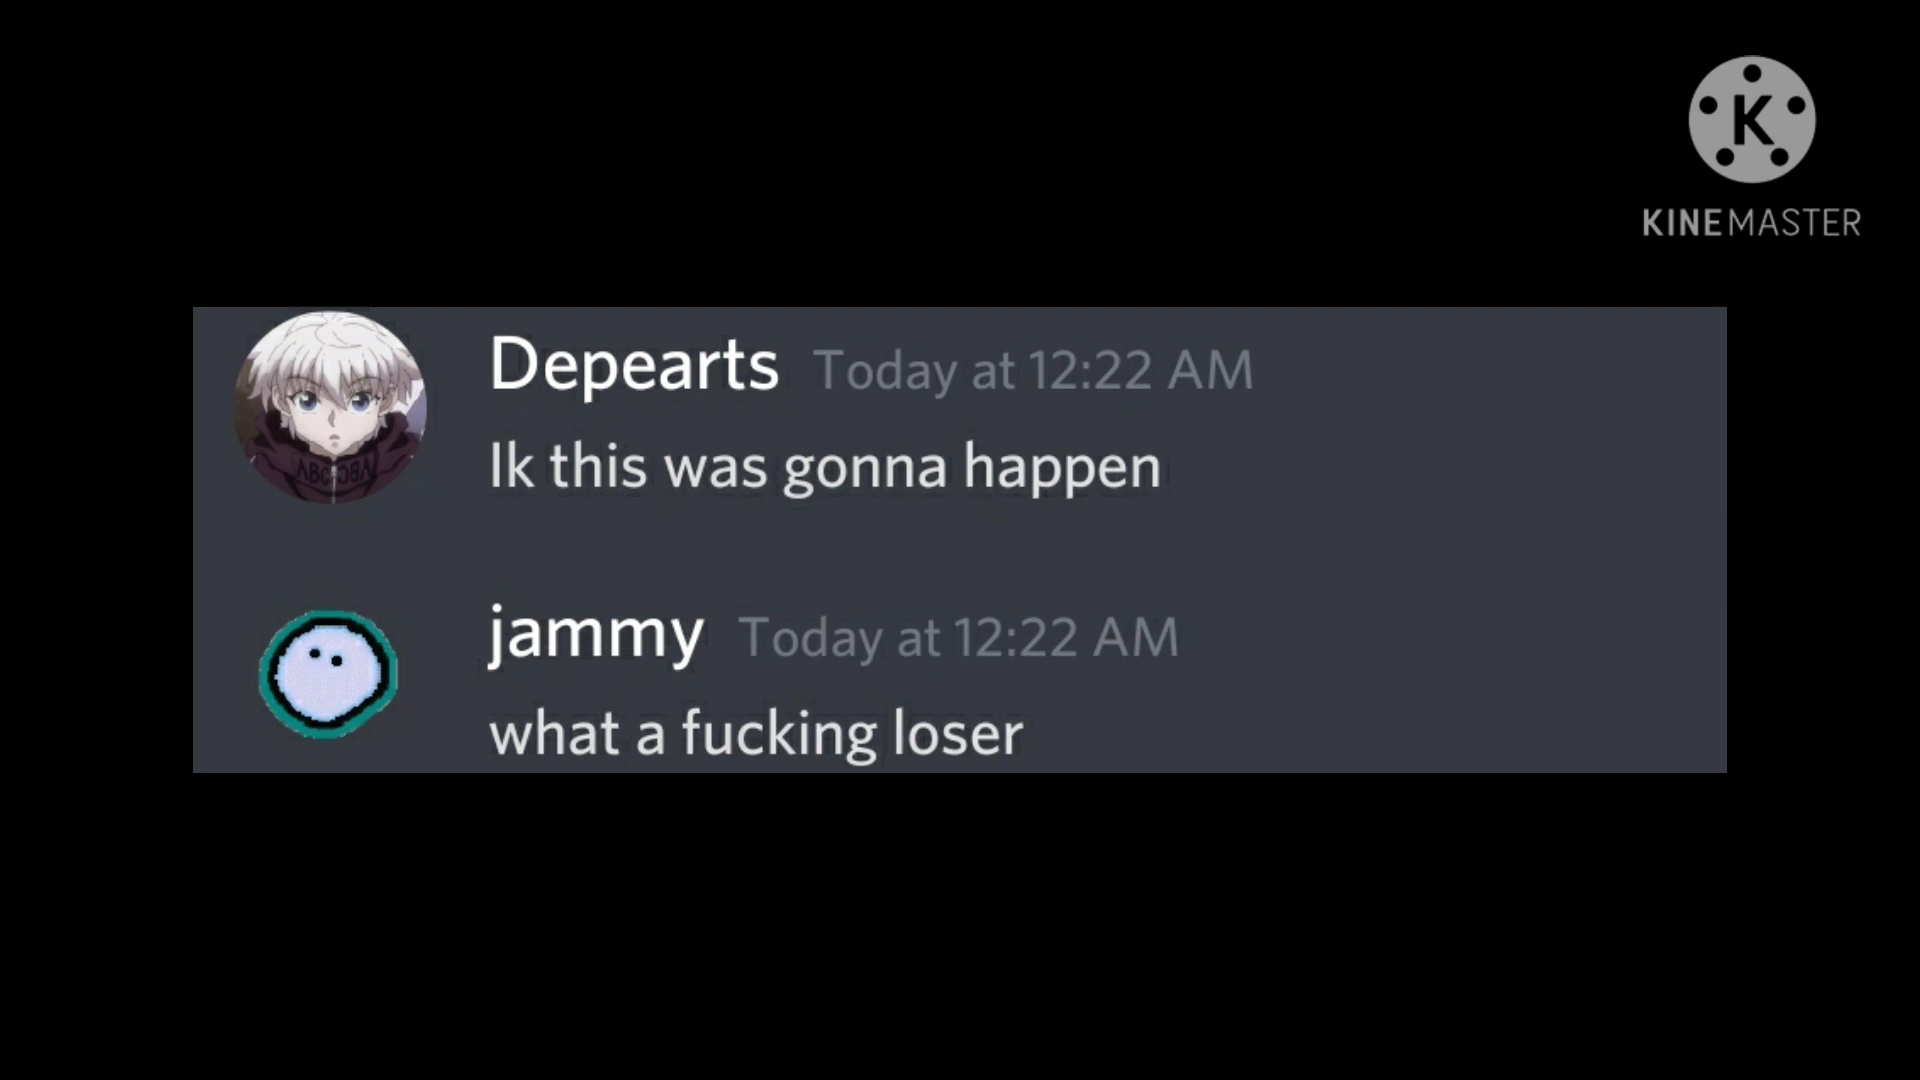 K
KINEMASTER
Depearts Today at 12:22 AM
Ik this was gonna happen
jammy Today at 12:22 AM
what a fucking loser